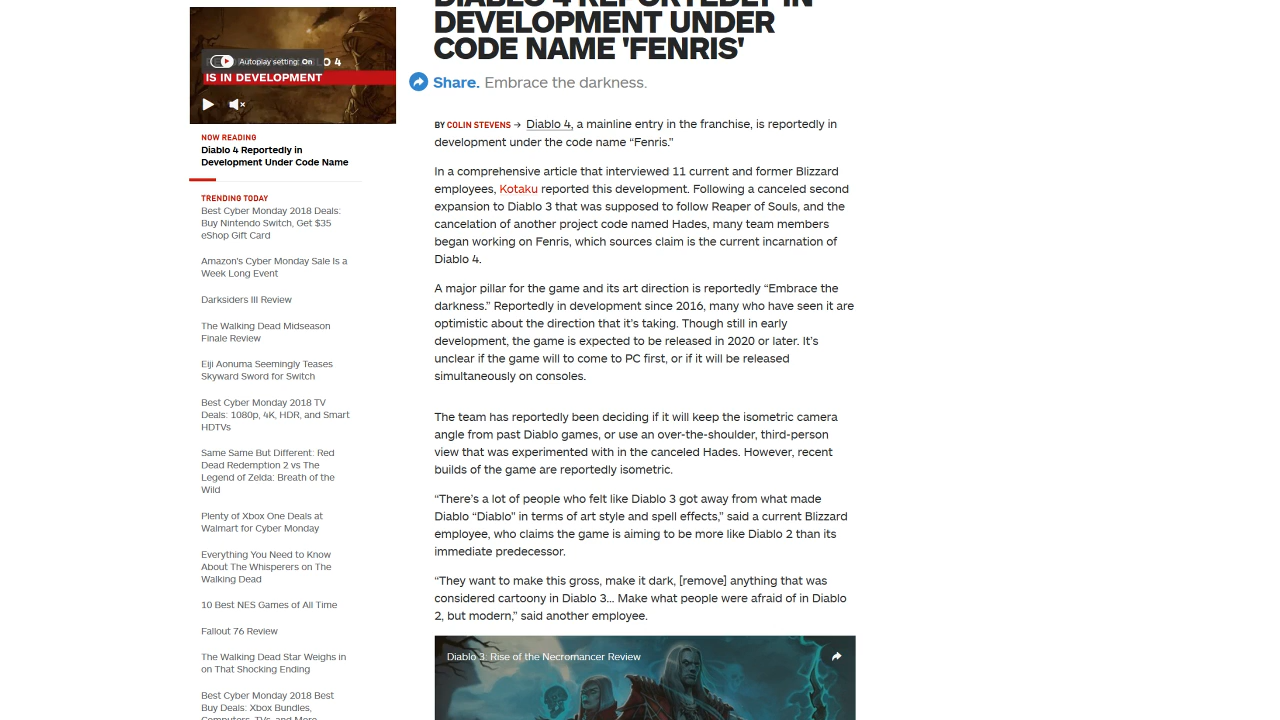 DIABLO 4 REPORTEDLY IN
DEVELOPMENT UNDER
CODE NAME 'FENRIS'
Share. Embrace the darkness.
Autoplay setting: On
O 4
IS IN DEVELOPMENT
NOW READING
Diablo 4 Reportedly in
Development Under Code Name
TRENDING TODAY
Best Cyber Monday 2018 Deals:
Buy Nintendo Switch, Get $35
eShop Gift Card
Amazon's Cyber Monday Sale Is a
Week Long Event
Darksiders III Review
The Walking Dead Midseason
Finale Review
Eiji Aonuma Seemingly Teases
Skyward Sword for Switch
Best Cyber Monday 2018 TV
Deals: 1080p, 4K, HDR, and Smart
HDTVs
Same Same But Different: Red
Dead Redemption 2 vs The
Legend of Zelda: Breath of the
Wild
Plenty of Xbox One Deals at
Walmart for Cyber Monday
Everything You Need to Know
About The Whisperers on The
Walking Dead
10 Best NES Games of All Time
Fallout 76 Review
The Walking Dead Star Weighs in
on That Shocking Ending
Best Cyber Monday 2018 Best
Buy Deals: Xbox Bundles,
Computers, TVs, and More
BY COLIN STEVENS → Diablo 4, a mainline entry in the franchise, is reportedly in
development under the code name “Fenris.”
In a comprehensive article that interviewed 11 current and former Blizzard
employees, Kotaku reported this development. Following a canceled second
expansion to Diablo 3 that was supposed to follow Reaper of Souls, and the
cancelation of another project code named Hades, many team members
began working on Fenris, which sources claim is the current incarnation of
Diablo 4.
A major pillar for the game and its art direction is reportedly “Embrace the
darkness.” Reportedly in development since 2016, many who have seen it are
optimistic about the direction that it’s taking. Though still in early
development, the game is expected to be released in 2020 or later. It’s
unclear if the game will to come to PC first, or if it will be released
simultaneously on consoles.
The team has reportedly been deciding if it will keep the isometric camera
angle from past Diablo games, or use an over-the-shoulder, third-person
view that was experimented with in the canceled Hades. However, recent
builds of the game are reportedly isometric.
“There’s a lot of people who felt like Diablo 3 got away from what made
Diablo “Diablo” in terms of art style and spell effects,” said a current Blizzard
employee, who claims the game is aiming to be more like Diablo 2 than its
immediate predecessor.
“They want to make this gross, make it dark, [remove] anything that was
considered cartoony in Diablo 3... Make what people were afraid of in Diablo
2, but modern,” said another employee.
Diablo 3: Rise of the Necromancer Review